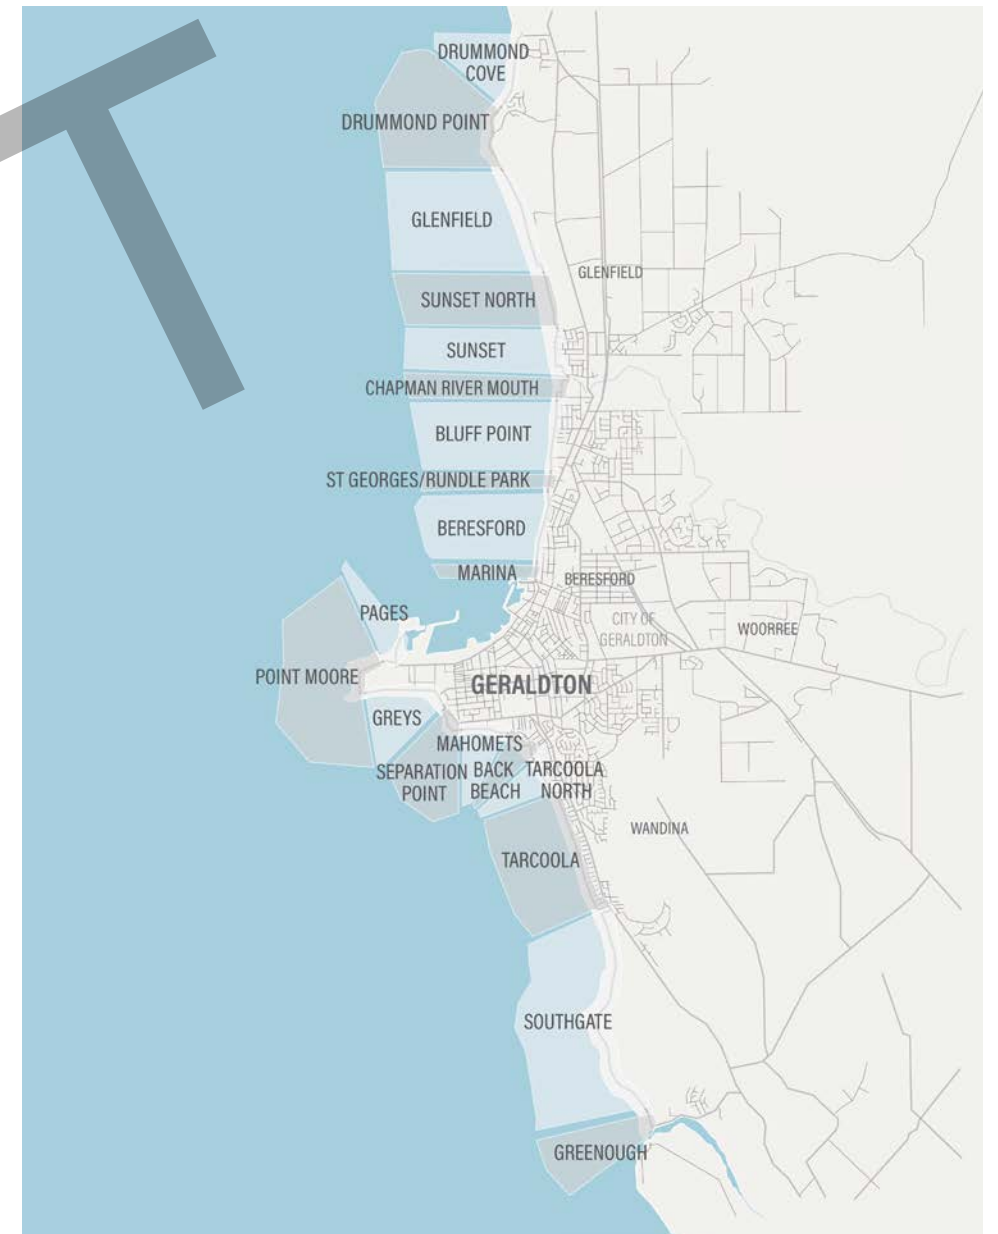 DRUMMOND
COVE
DRUMMOND POINT
GLENFIELD
GLENFIELD
SUNSET NORTH
SUNSET
CHAPMAN RIVER MOUTH
BLUFF POINT
ST GEORGES/RUNDLE PARK
BERESFORD
MARINA
BERESFORD
PAGES
CITY OF
GERALDTON
WOORREE
POINT MOORE
GERALDTON
GREYS
MAHOMETS
SEPARATION
POINT
BACK
BEACH
TARCOOLA
NORTH
WANDINA
TARCOOLA
SOUTHGATE
GREENOUGH
T